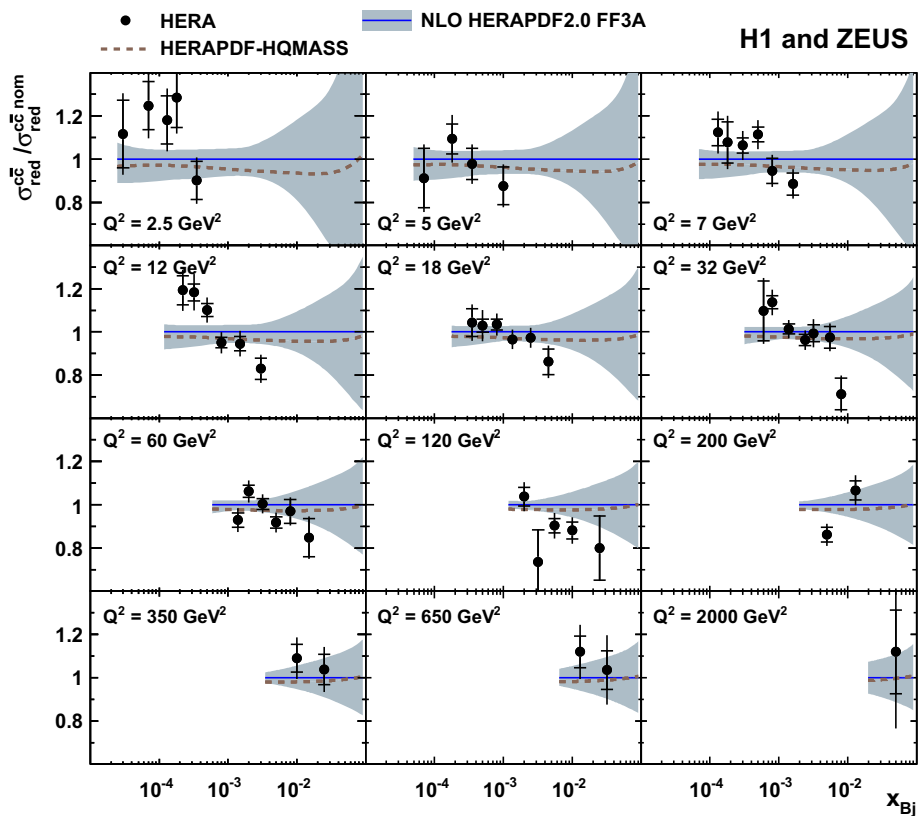 HERA
NLO HERAPDF2.0 FF3A
HERAPDF-HQMASS
H1 and ZEUS
σ_red^{cc̄} / σ_red^{cc̄ nom}
1.2
1
0.8
Q² = 2.5 GeV²
Q² = 5 GeV²
Q² = 7 GeV²
1.2
1
0.8
Q² = 12 GeV²
Q² = 18 GeV²
Q² = 32 GeV²
1.2
1
0.8
Q² = 60 GeV²
Q² = 120 GeV²
Q² = 200 GeV²
1.2
1
0.8
Q² = 350 GeV²
Q² = 650 GeV²
Q² = 2000 GeV²
10⁻⁴ 10⁻³ 10⁻² 10⁻⁴ 10⁻³ 10⁻² 10⁻⁴ 10⁻³ 10⁻²
x_Bj